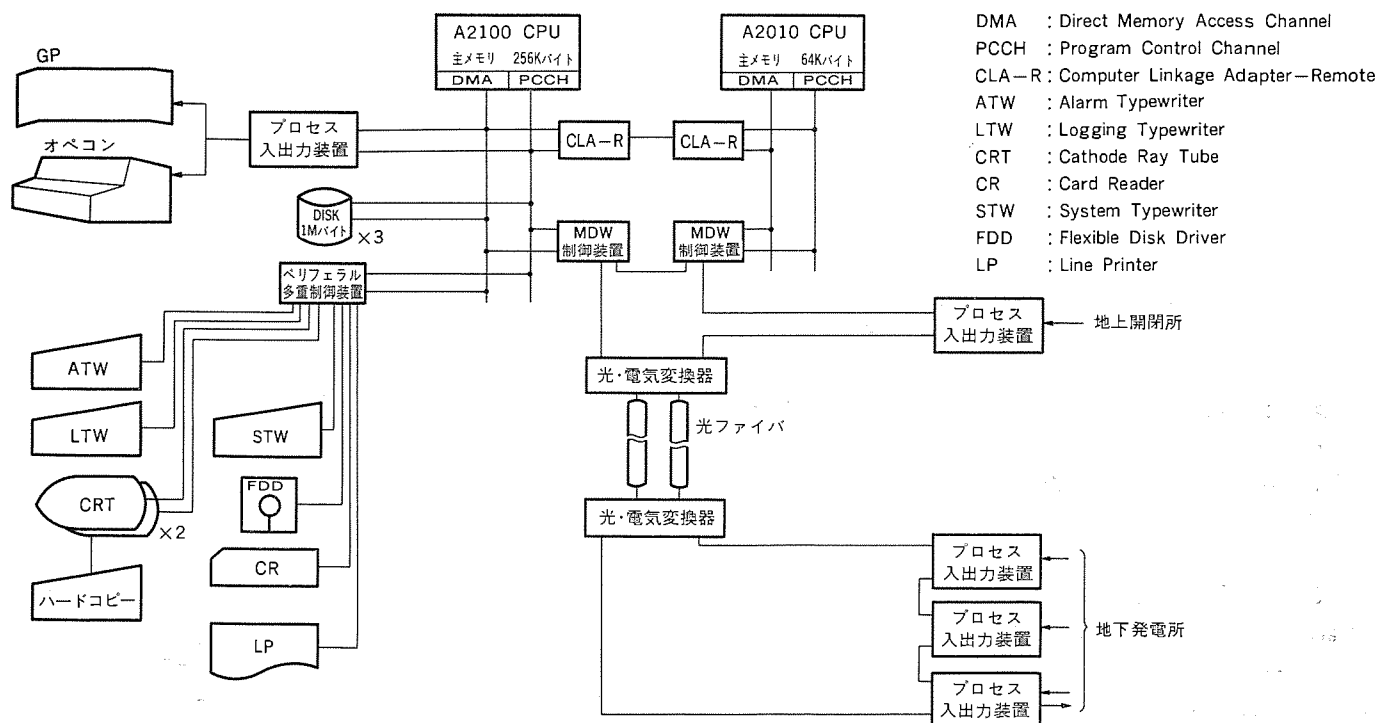 A2100 CPU
主メモリ 256Kバイト
DMA PCCH
A2010 CPU
主メモリ 64Kバイト
DMA PCCH
DMA : Direct Memory Access Channel
PCCH : Program Control Channel
CLA-R : Computer Linkage Adapter-Remote
ATW : Alarm Typewriter
LTW : Logging Typewriter
CRT : Cathode Ray Tube
CR : Card Reader
STW : System Typewriter
FDD : Flexible Disk Driver
LP : Line Printer
GP
オペコン
プロセス
入出力装置
CLA-R
CLA-R
DISK
1Mバイト
×3
MDW
制御装置
MDW
制御装置
ペリフェラル
多重制御装置
プロセス
入出力装置
地上開閉所
ATW
LTW
STW
CRT
×2
FDD
ハードコピー
CR
LP
光・電気変換器
光ファイバ
光・電気変換器
プロセス
入出力装置
プロセス
入出力装置
プロセス
入出力装置
地下発電所